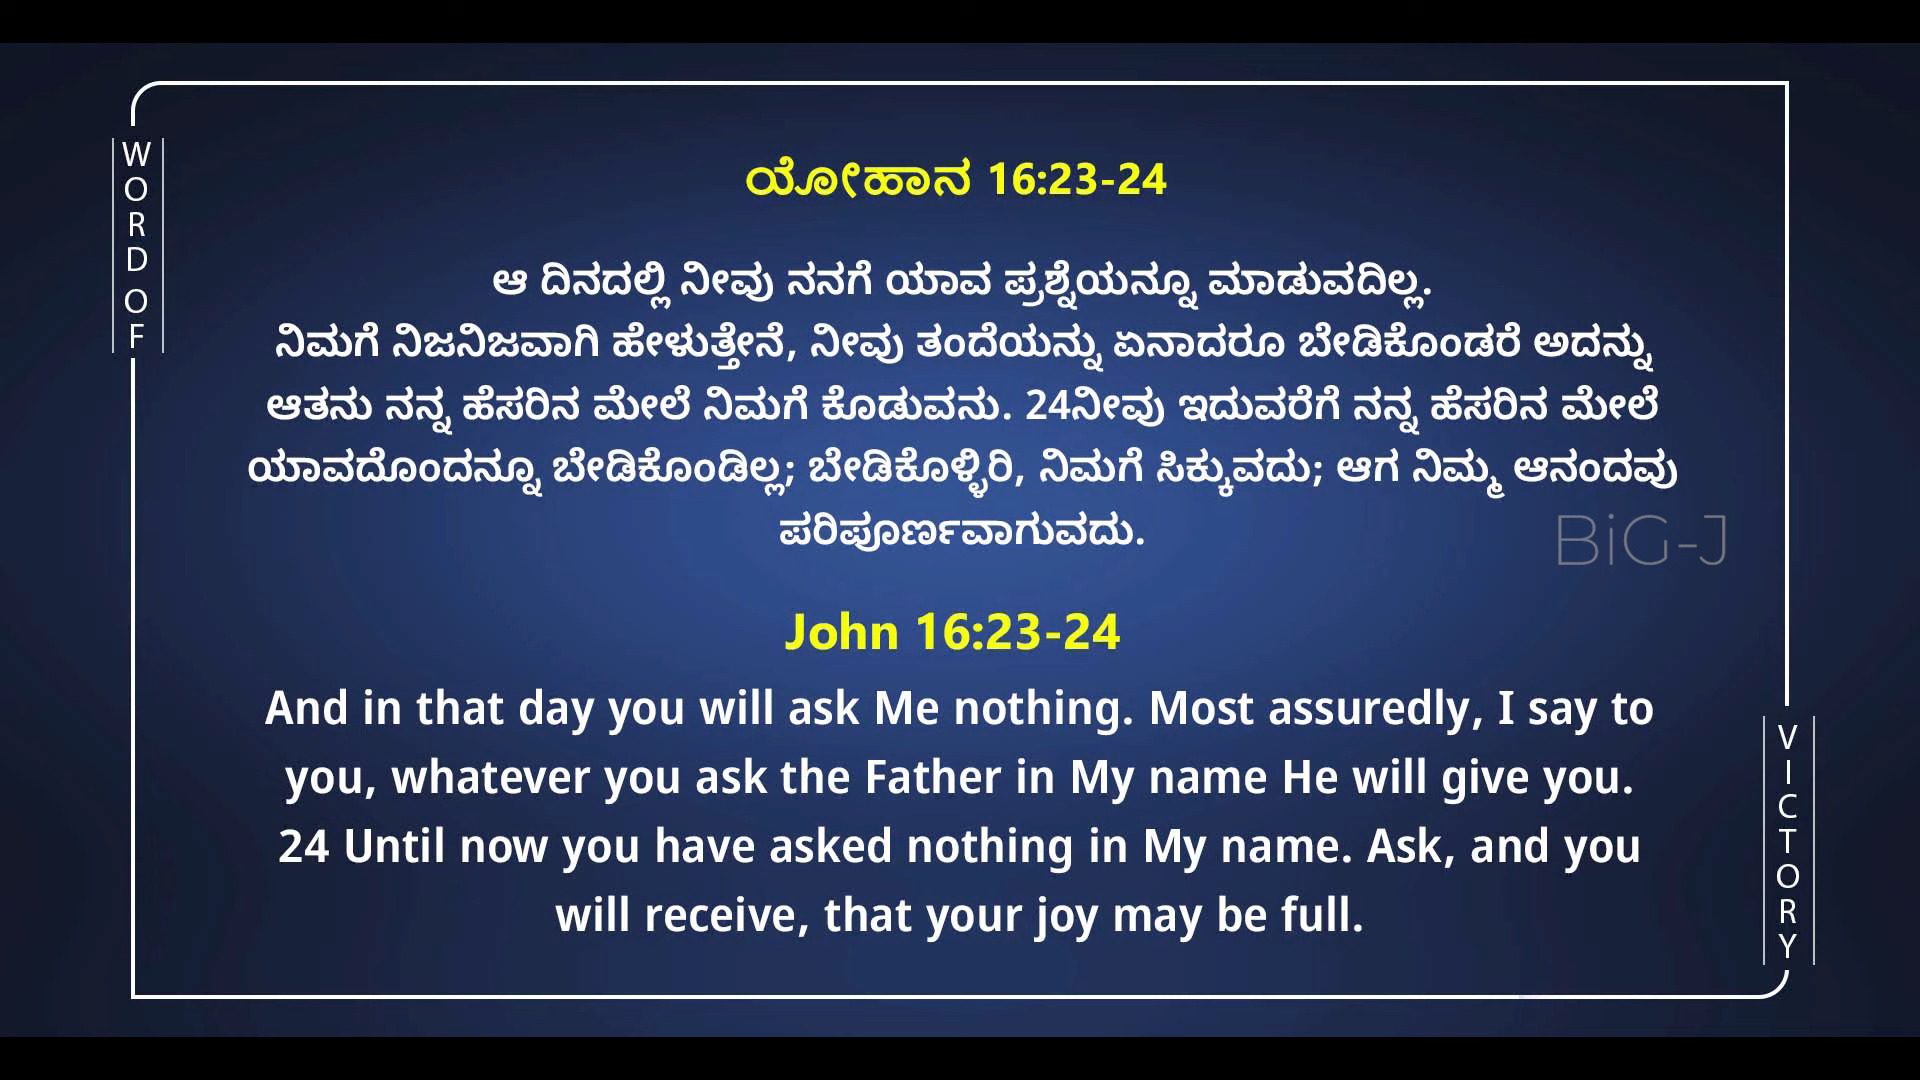 WORD OF
ಯೋಹಾನ 16:23-24
ಆ ದಿನದಲ್ಲಿ ನೀವು ನನಗೆ ಯಾವ ಪ್ರಶ್ನೆಯನ್ನೂ ಮಾಡುವದಿಲ್ಲ.
ನಿಮಗೆ ನಿಜನಿಜವಾಗಿ ಹೇಳುತ್ತೇನೆ, ನೀವು ತಂದೆಯನ್ನು ಏನಾದರೂ ಬೇಡಿಕೊಂಡರೆ ಅದನ್ನು
ಆತನು ನನ್ನ ಹೆಸರಿನ ಮೇಲೆ ನಿಮಗೆ ಕೊಡುವನು. 24ನೀವು ಇದುವರೆಗೆ ನನ್ನ ಹೆಸರಿನ ಮೇಲೆ
ಯಾವದೊಂದನ್ನೂ ಬೇಡಿಕೊಂಡಿಲ್ಲ; ಬೇಡಿಕೊಳ್ಳಿರಿ, ನಿಮಗೆ ಸಿಕ್ಕುವದು; ಆಗ ನಿಮ್ಮ ಆನಂದವು
ಪರಿಪೂರ್ಣವಾಗುವದು.
BiG-J
John 16:23-24
And in that day you will ask Me nothing. Most assuredly, I say to
you, whatever you ask the Father in My name He will give you.
24 Until now you have asked nothing in My name. Ask, and you
will receive, that your joy may be full.
VICTORY